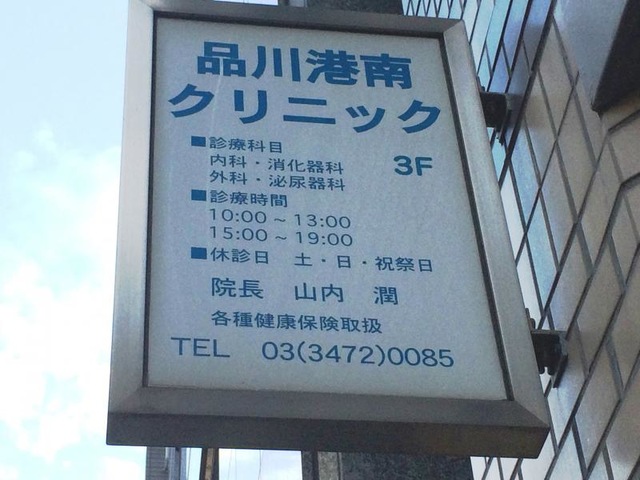 品川港南
クリニック
■診療科目
内科・消化器科
外科・泌尿器科
3F
■診療時間
10:00～13:00
15:00～19:00
■休診日 土・日・祝祭日
院長 山内 潤
各種健康保険取扱
TEL 03(3472)0085